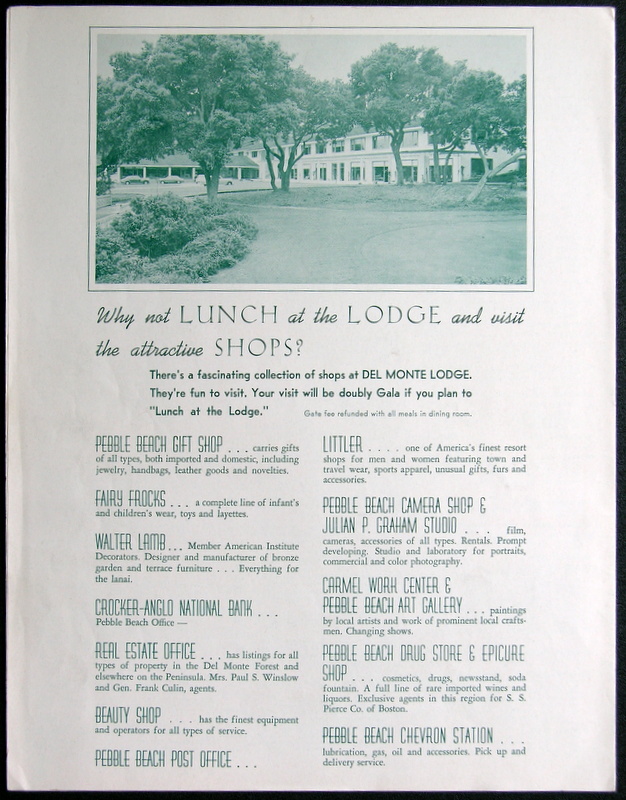 Why not LUNCH at the LODGE and visit
the attractive SHOPS?
There's a fascinating collection of shops at DEL MONTE LODGE.
They're fun to visit. Your visit will be doubly Gala if you plan to
"Lunch at the Lodge." Gate fee refunded with all meals in dining room.
PEBBLE BEACH GIFT SHOP . . . carries gifts
of all types, both imported and domestic, including
jewelry, handbags, leather goods and novelties.
FAIRY FROCKS . . . a complete line of infant's
and children's wear, toys and layettes.
WALTER LAMB . . . Member American Institute
Decorators. Designer and manufacturer of bronze
garden and terrace furniture . . . Everything for
the lanai.
CROCKER-ANGLO NATIONAL BANK . . .
Pebble Beach Office —
REAL ESTATE OFFICE . . . has listings for all
types of property in the Del Monte Forest and
elsewhere on the Peninsula. Mrs. Paul S. Winslow
and Gen. Frank Culin, agents.
BEAUTY SHOP . . . has the finest equipment
and operators for all types of service.
PEBBLE BEACH POST OFFICE . . .
LITTLER . . . . one of America's finest resort
shops for men and women featuring town and
travel wear, sports apparel, unusual gifts, furs and
accessories.
PEBBLE BEACH CAMERA SHOP &
JULIAN P. GRAHAM STUDIO . . . film,
cameras, accessories of all types. Rentals. Prompt
developing. Studio and laboratory for portraits,
commercial and color photography.
CARMEL WORK CENTER &
PEBBLE BEACH ART GALLERY . . . paintings
by local artists and work of prominent local crafts-
men. Changing shows.
PEBBLE BEACH DRUG STORE & EPICURE
SHOP . . . cosmetics, drugs, newsstand, soda
fountain. A full line of rare imported wines and
liquors. Exclusive agents in this region for S. S.
Pierce Co. of Boston.
PEBBLE BEACH CHEVRON STATION . . .
lubrication, gas, oil and accessories. Pick up and
delivery service.